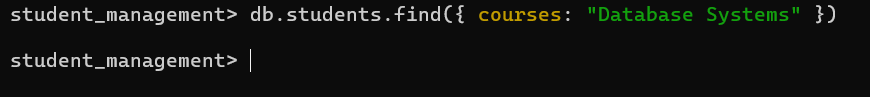 student_management> db.students.find({ courses: "Database Systems" })
student_management>